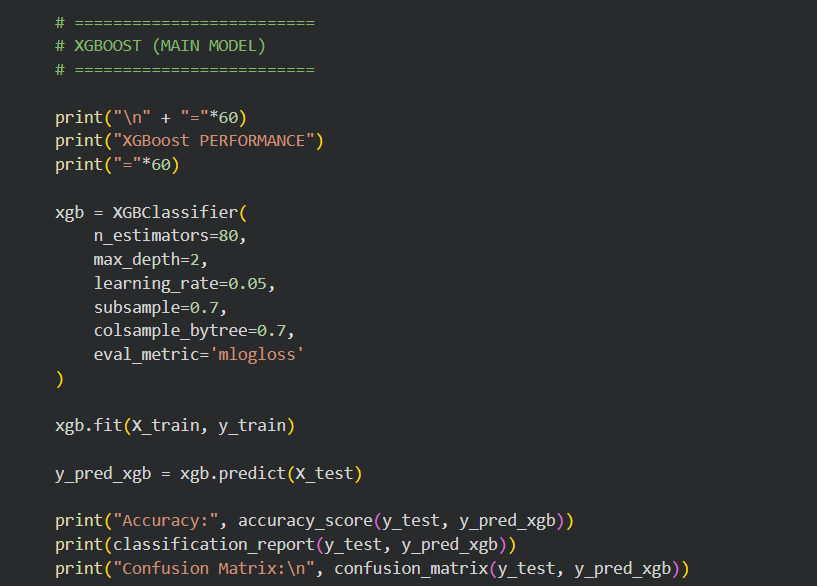 # =========================
# XGBOOST (MAIN MODEL)
# =========================
print("\n" + "="*60)
print("XGBoost PERFORMANCE")
print("="*60)
xgb = XGBClassifier(
    n_estimators=80,
    max_depth=2,
    learning_rate=0.05,
    subsample=0.7,
    colsample_bytree=0.7,
    eval_metric='mlogloss'
)
xgb.fit(X_train, y_train)
y_pred_xgb = xgb.predict(X_test)
print("Accuracy:", accuracy_score(y_test, y_pred_xgb))
print(classification_report(y_test, y_pred_xgb))
print("Confusion Matrix:\n", confusion_matrix(y_test, y_pred_xgb))